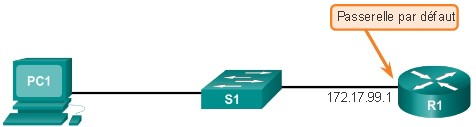 Passerelle par défaut
PC1
S1
172.17.99.1
R1